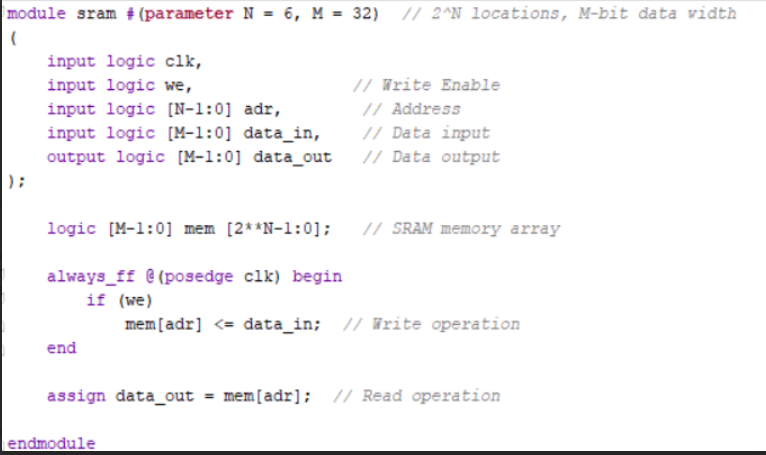 module sram #(parameter N = 6, M = 32)  // 2^N locations, M-bit data width
(
    input logic clk,
    input logic we,                // Write Enable
    input logic [N-1:0] adr,        // Address
    input logic [M-1:0] data_in,    // Data input
    output logic [M-1:0] data_out   // Data output
);
    logic [M-1:0] mem [2**N-1:0];   // SRAM memory array
    always_ff @(posedge clk) begin
        if (we)
            mem[adr] <= data_in;  // Write operation
    end
    assign data_out = mem[adr];  // Read operation
endmodule